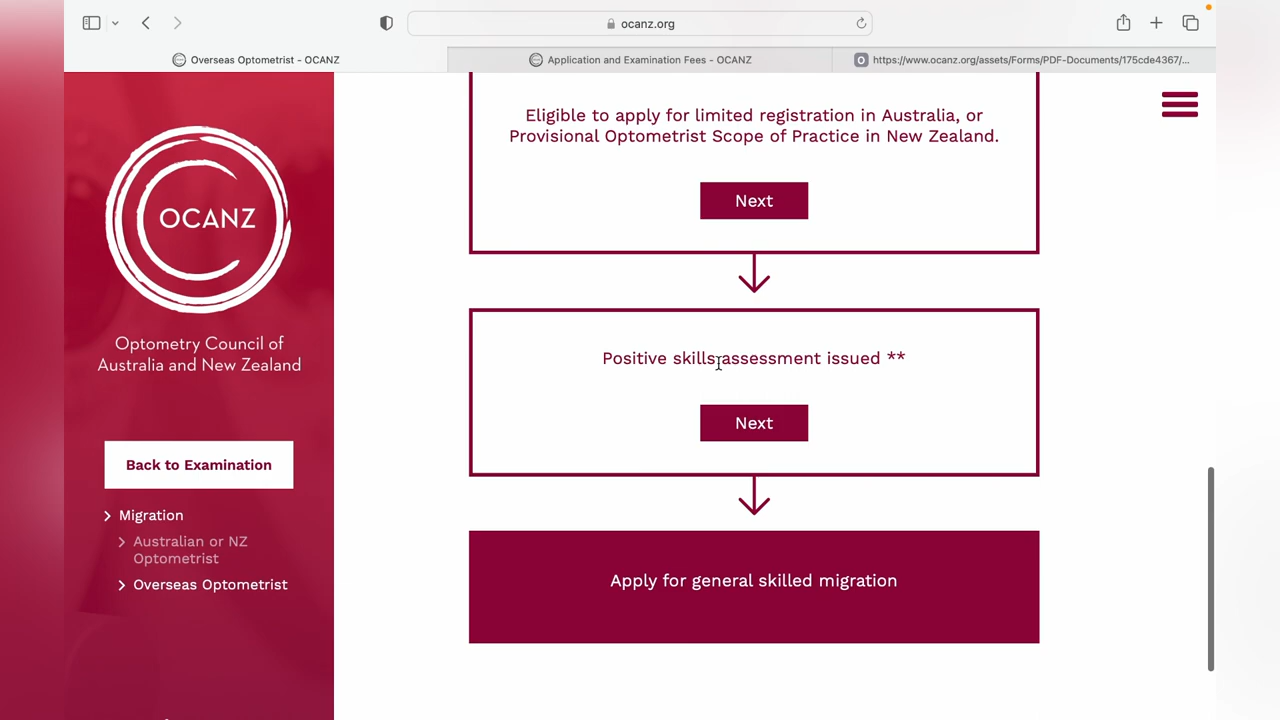 ocanz.org
Overseas Optometrist – OCANZ
Application and Examination Fees – OCANZ
O
https://www.ocanz.org/assets/Forms/PDF-Documents/175cde4367/...
OCANZ
Optometry Council of
Australia and New Zealand
Back to Examination
Migration
Australian or NZ
Optometrist
Overseas Optometrist
Eligible to apply for limited registration in Australia, or
Provisional Optometrist Scope of Practice in New Zealand.
Next
Positive skills assessment issued **
Next
Apply for general skilled migration